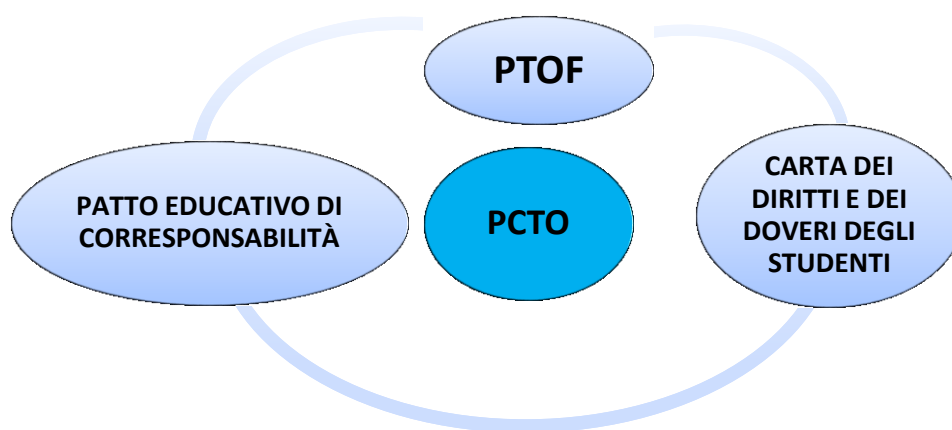 PTOF
PATTO EDUCATIVO DI
CORRESPONSABILITÀ
PCTO
CARTA DEI
DIRITTI E DEI
DOVERI DEGLI
STUDENTI